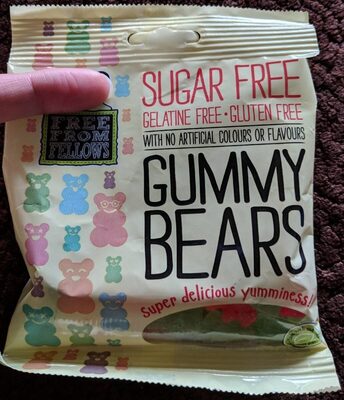 SUGAR FREE
GELATINE FREE • GLUTEN FREE
WITH NO ARTIFICIAL COLOURS OR FLAVOURS
FREE
FROM
FELLOWS
GUMMY
BEARS
Super delicious yumminess!!